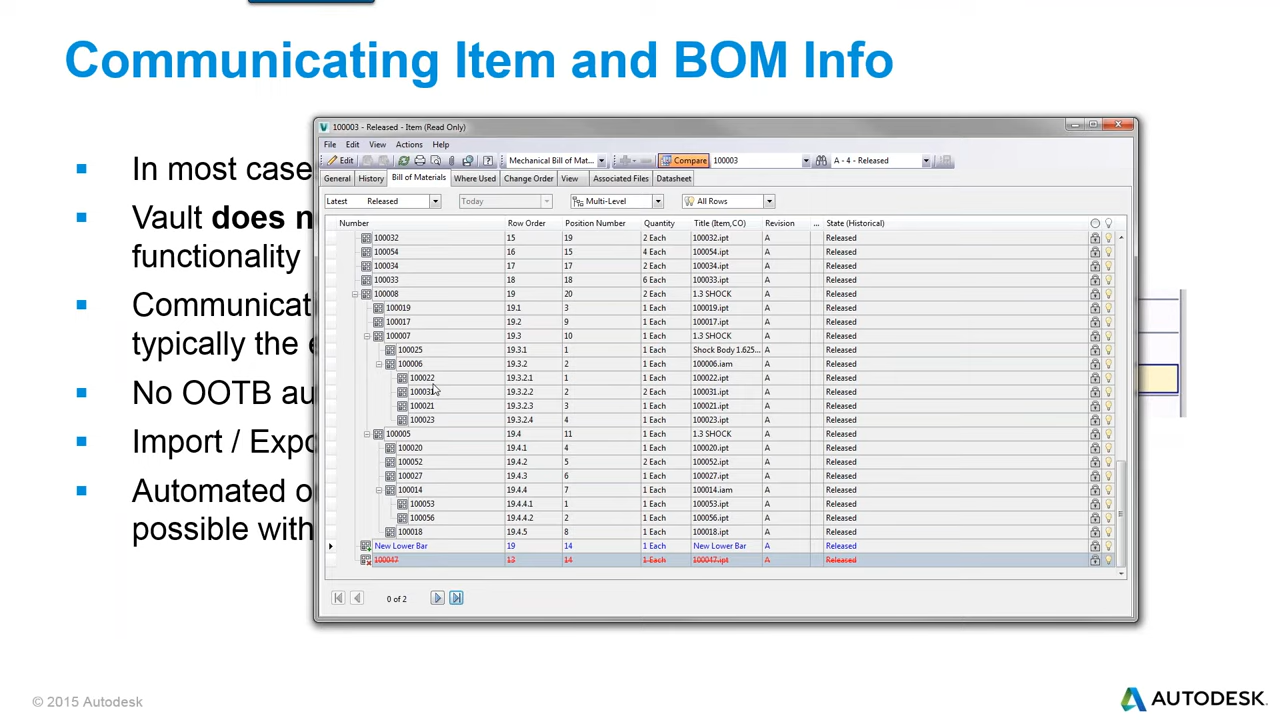 Communicating Item and BOM Info
In most case
Vault does n
functionality
Communicat
typically the e
No OOTB au
Import / Expo
Automated o
possible with
100003 - Released - Item (Read Only)
File Edit View Actions Help
Edit Mechanical Bill of Mat... Compare 100003 A - 4 - Released
General History Bill of Materials Where Used Change Order View Associated Files Datasheet
Latest Released Today Multi-Level All Rows
Number Row Order Position Number Quantity Title (Item,CO) Revision ... State (Historical)
100032 15 19 2 Each 100032.ipt A Released
100054 16 15 4 Each 100054.ipt A Released
100034 17 17 2 Each 100034.ipt A Released
100033 18 18 6 Each 100033.ipt A Released
100008 19 20 2 Each 1.3 SHOCK A Released
100019 19.1 3 1 Each 100019.ipt A Released
100017 19.2 9 1 Each 100017.ipt A Released
100007 19.3 10 1 Each 1.3 SHOCK A Released
100025 19.3.1 1 1 Each Shock Body 1.625... A Released
100006 19.3.2 2 1 Each 100006.iam A Released
100022 19.3.2.1 1 1 Each 100022.ipt A Released
100031 19.3.2.2 2 2 Each 100031.ipt A Released
100021 19.3.2.3 3 1 Each 100021.ipt A Released
100023 19.3.2.4 4 1 Each 100023.ipt A Released
100005 19.4 11 1 Each 1.3 SHOCK A Released
100020 19.4.1 4 1 Each 100020.ipt A Released
100052 19.4.2 5 2 Each 100052.ipt A Released
100027 19.4.3 6 1 Each 100027.ipt A Released
100014 19.4.4 7 1 Each 100014.iam A Released
100053 19.4.4.1 1 1 Each 100053.ipt A Released
100056 19.4.4.2 2 1 Each 100056.ipt A Released
100018 19.4.5 8 1 Each 100018.ipt A Released
New Lower Bar 19 14 1 Each New Lower Bar A Released
100047 13 14 1 Each 100047.ipt A Released
0 of 2
© 2015 Autodesk
AUTODESK.